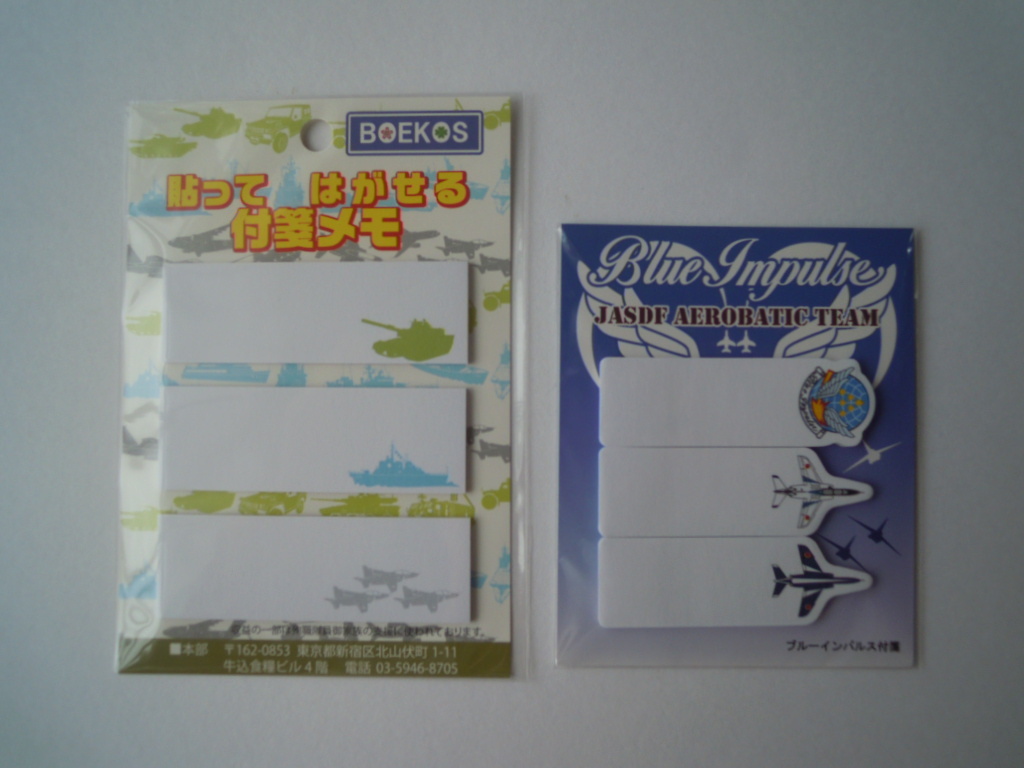 BOEKOS
貼って はがせる
付箋メモ
■本部 〒162-0853 東京都新宿区北山伏町 1-11
牛込食糧ビル4階 電話 03-5946-8705
Blue Impulse
JASDF AEROBATIC TEAM
ブルーインパルス付箋